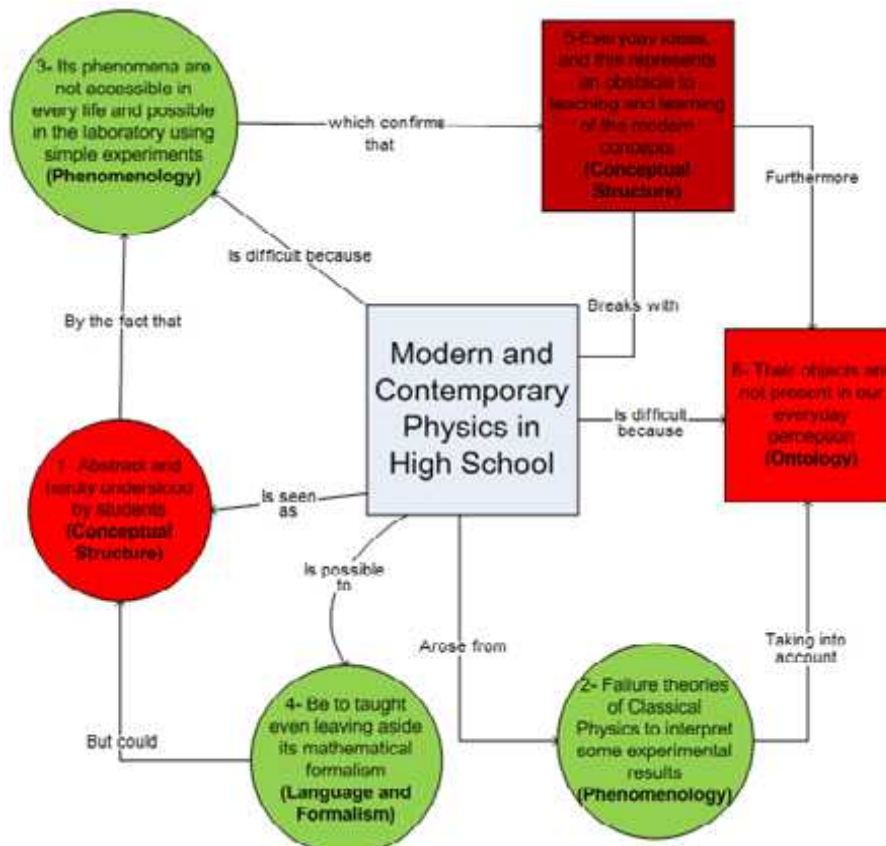 3- Its phenomena are
not accessible in
every life and possible
in the laboratory using
simple experiments
(Phenomenology)
which confirms
that
5-Everyday ideas,
and this represents
an obstacle to
teaching and learning
of the modern
concepts
(Conceptual
Structure)
Furthermore
Is difficult because
By the fact that
Breaks with
Modern and
Contemporary
Physics in
High School
6- Their objects are
not present in our
everyday
perception
(Ontology)
Is difficult
because
1- Abstract and
hardly understood
by students
(Conceptual
Structure)
Is seen
as
Is possible
to
Arose from
Taking into
account
But could
4- Be to taught
even leaving aside
its mathematical
formalism
(Language and
Formalism)
2- Failure theories
of Classical
Physics to interpret
some experimental
results
(Phenomenology)